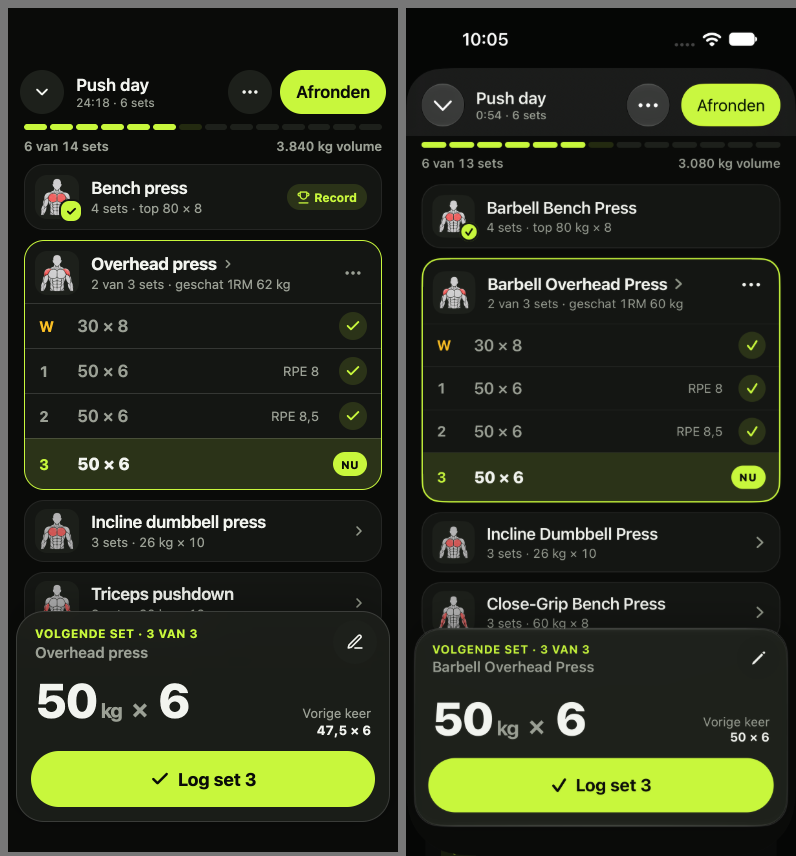 Push day
24:18 · 6 sets
Afronden
6 van 14 sets
3.840 kg volume
Bench press
4 sets · top 80 × 8
Record
Overhead press
2 van 3 sets · geschat 1RM 62 kg
W 30 × 8
1 50 × 6 RPE 8
2 50 × 6 RPE 8,5
3 50 × 6 NU
Incline dumbbell press
3 sets · 26 kg × 10
Triceps pushdown
VOLGENDE SET · 3 VAN 3
Overhead press
50 kg × 6
Vorige keer
47,5 × 6
Log set 3
10:05
Push day
0:54 · 6 sets
Afronden
6 van 13 sets
3.080 kg volume
Barbell Bench Press
4 sets · top 80 kg × 8
Barbell Overhead Press
2 van 3 sets · geschat 1RM 60 kg
W 30 × 8
1 50 × 6 RPE 8
2 50 × 6 RPE 8,5
3 50 × 6 NU
Incline Dumbbell Press
3 sets · 26 kg × 10
Close-Grip Bench Press
3 sets · 60 kg × 8
VOLGENDE SET · 3 VAN 3
Barbell Overhead Press
50 kg × 6
Vorige keer
50 × 6
Log set 3